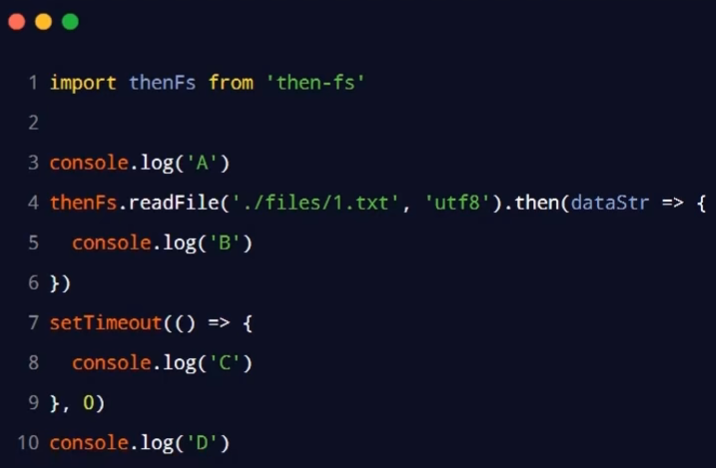 1 import thenFs from 'then-fs'
2
3 console.log('A')
4 thenFs.readFile('./files/1.txt', 'utf8').then(dataStr => {
5   console.log('B')
6 })
7 setTimeout(() => {
8   console.log('C')
9 }, 0)
10 console.log('D')